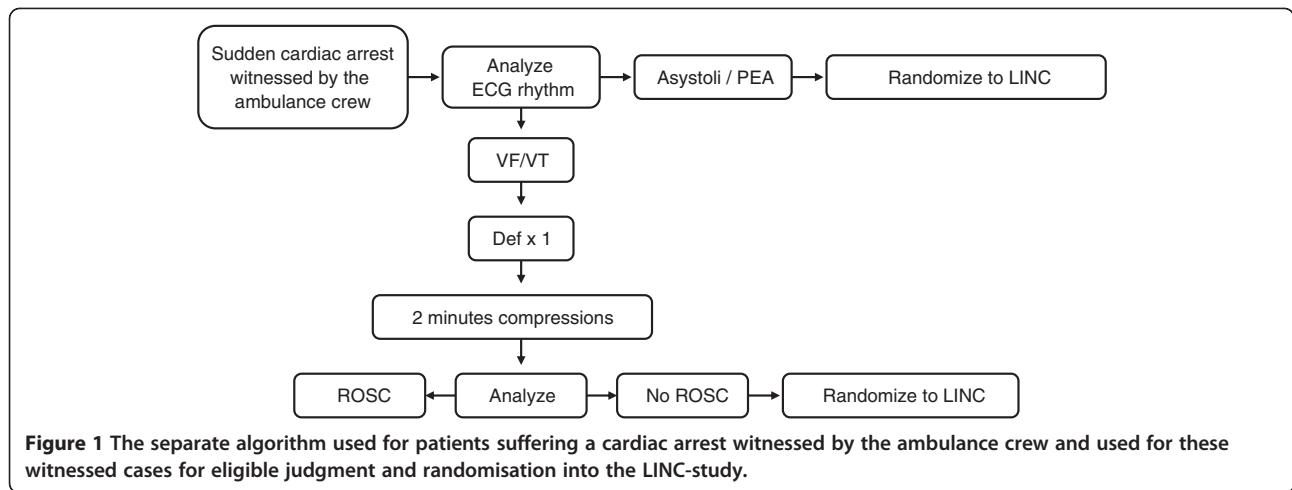 Sudden cardiac arrest
witnessed by the
ambulance crew
Analyze
ECG rhythm
Asystoli / PEA
Randomize to LINC
VF/VT
Def x 1
2 minutes compressions
ROSC
Analyze
No ROSC
Randomize to LINC
Figure 1 The separate algorithm used for patients suffering a cardiac arrest witnessed by the ambulance crew and used for these
witnessed cases for eligible judgment and randomisation into the LINC-study.